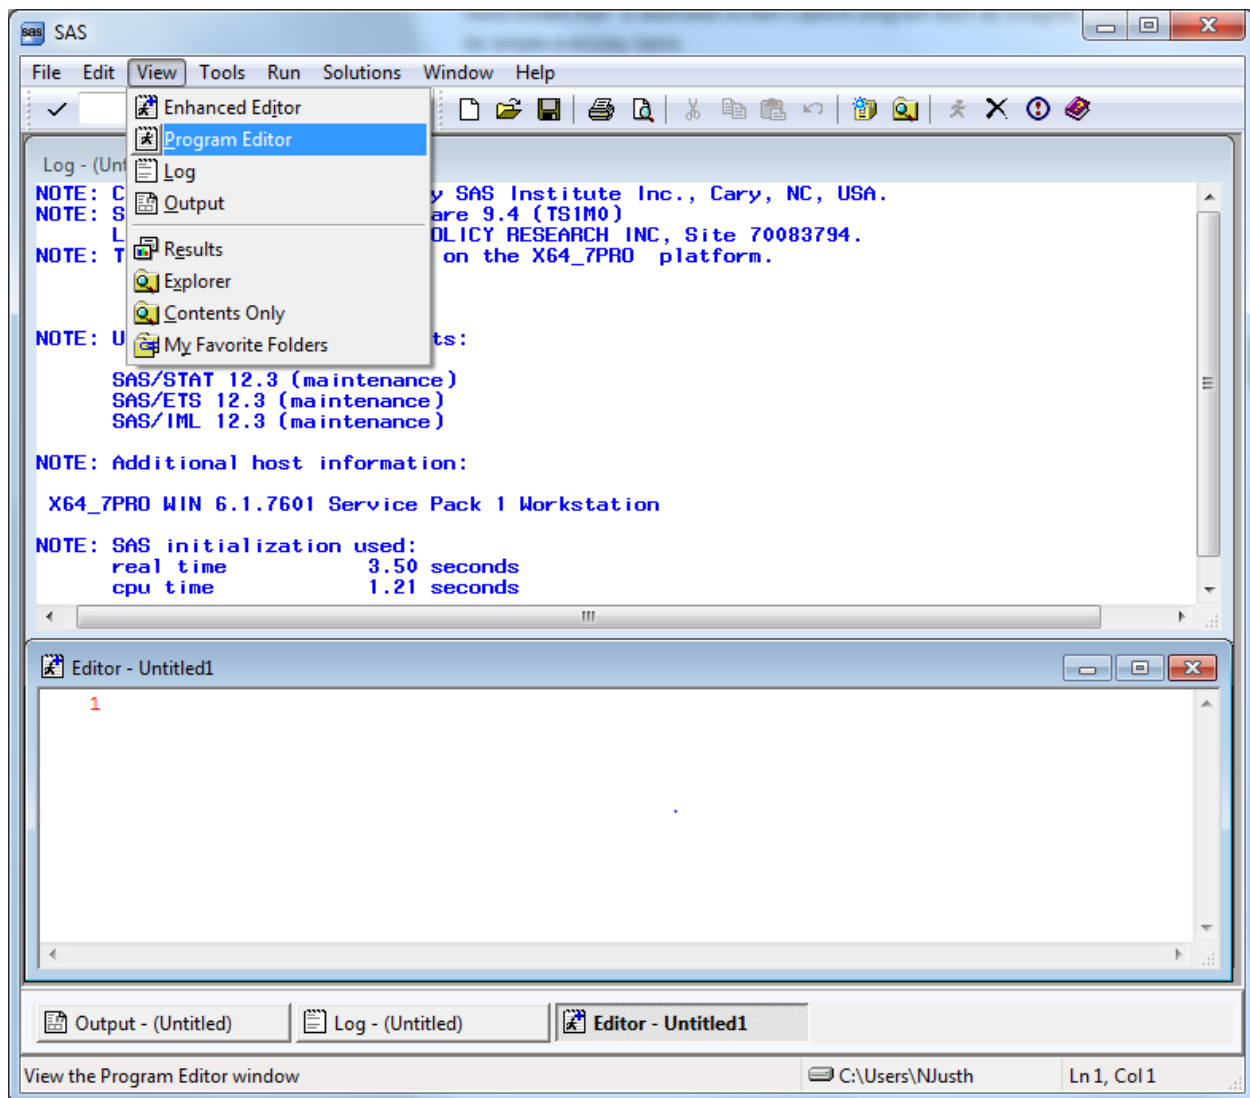 SAS
File Edit View Tools Run Solutions Window Help
Enhanced Editor
Program Editor
Log
Output
Results
Explorer
Contents Only
My Favorite Folders
Log - (Unt
NOTE: C y SAS Institute Inc., Cary, NC, USA.
NOTE: S are 9.4 (TS1M0)
L OLICY RESEARCH INC, Site 70083794.
NOTE: T on the X64_7PRO platform.
NOTE: U ts:
SAS/STAT 12.3 (maintenance)
SAS/ETS 12.3 (maintenance)
SAS/IML 12.3 (maintenance)
NOTE: Additional host information:
X64_7PRO WIN 6.1.7601 Service Pack 1 Workstation
NOTE: SAS initialization used:
real time 3.50 seconds
cpu time 1.21 seconds
Editor - Untitled1
1
Output - (Untitled) Log - (Untitled) Editor - Untitled1
View the Program Editor window C:\Users\NJusth Ln 1, Col 1